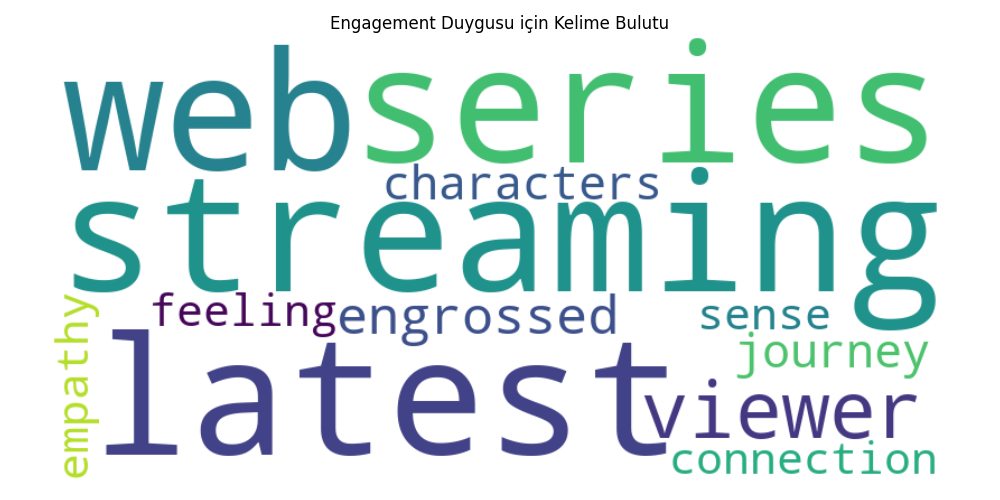 Engagement Duygusu için Kelime Bulutu
web series
characters
streaming
feeling engrossed sense
journey
empathy
latest
viewer
connection